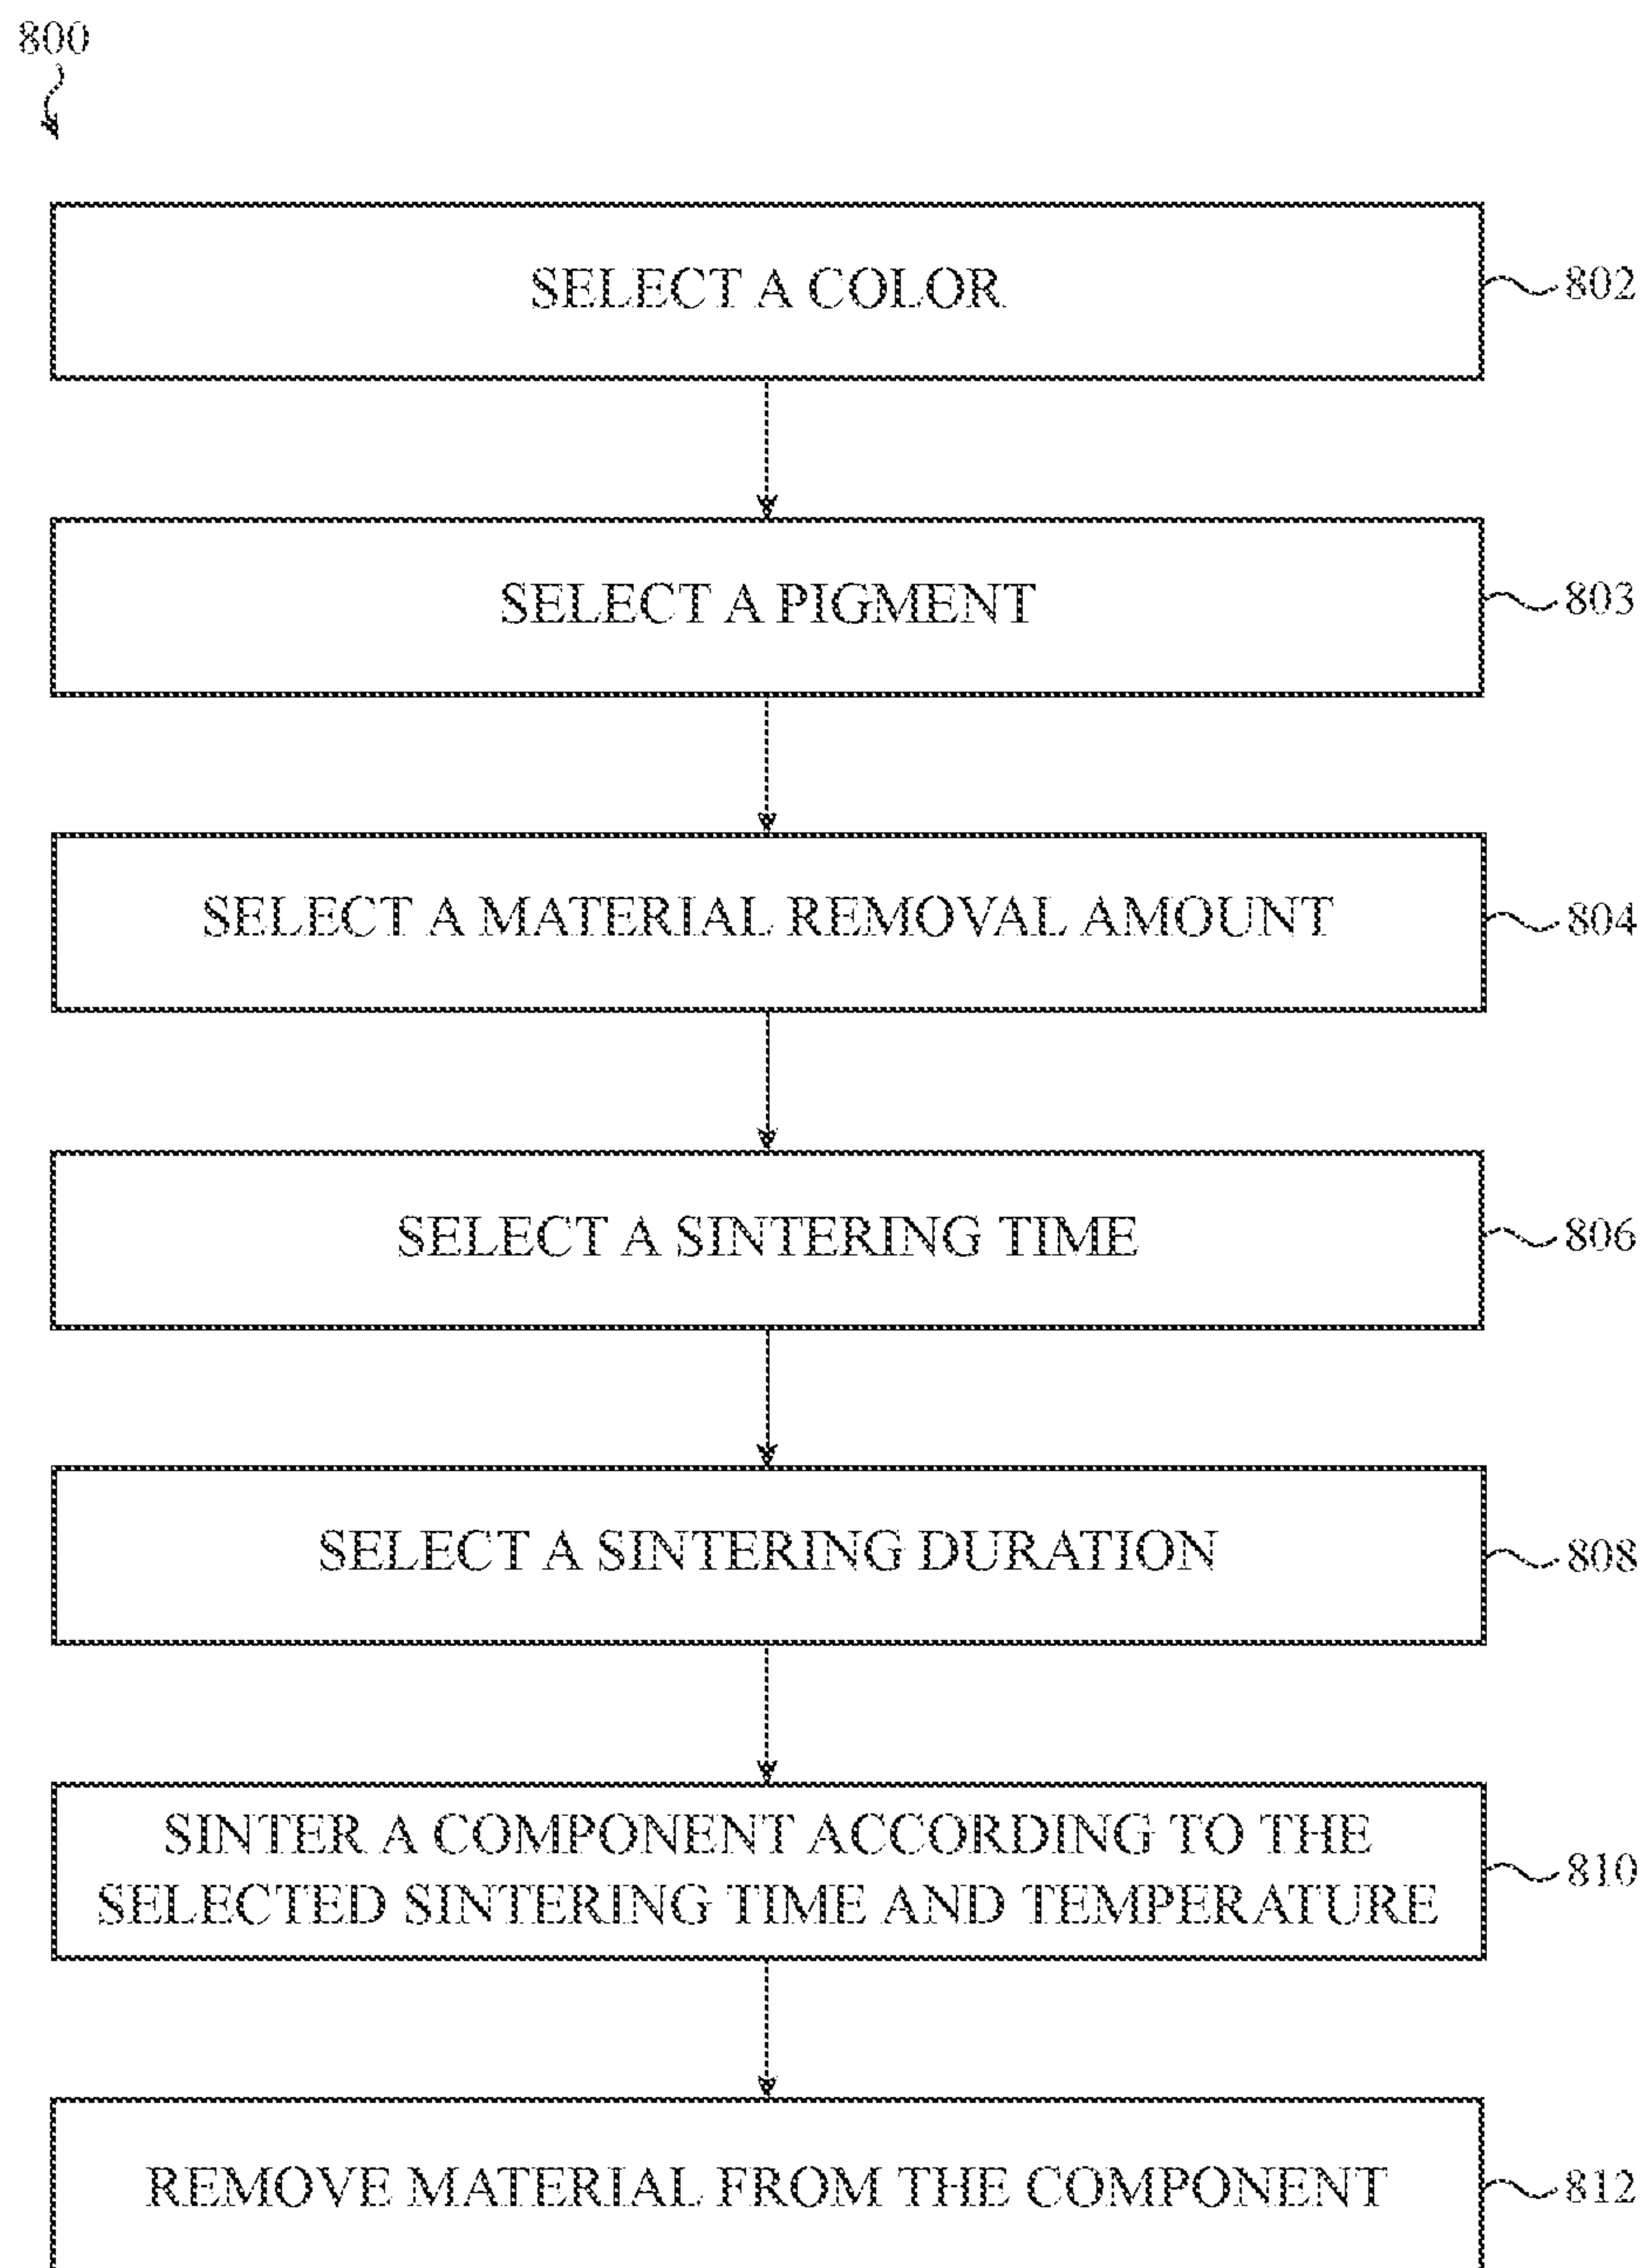 800
SELECT A COLOR
802
SELECT A PIGMENT
803
SELECT A MATERIAL REMOVAL AMOUNT
804
SELECT A SINTERING TIME
806
SELECT A SINTERING DURATION
808
SINTER A COMPONENT ACCORDING TO THE
SELECTED SINTERING TIME AND TEMPERATURE
810
REMOVE MATERIAL FROM THE COMPONENT
812